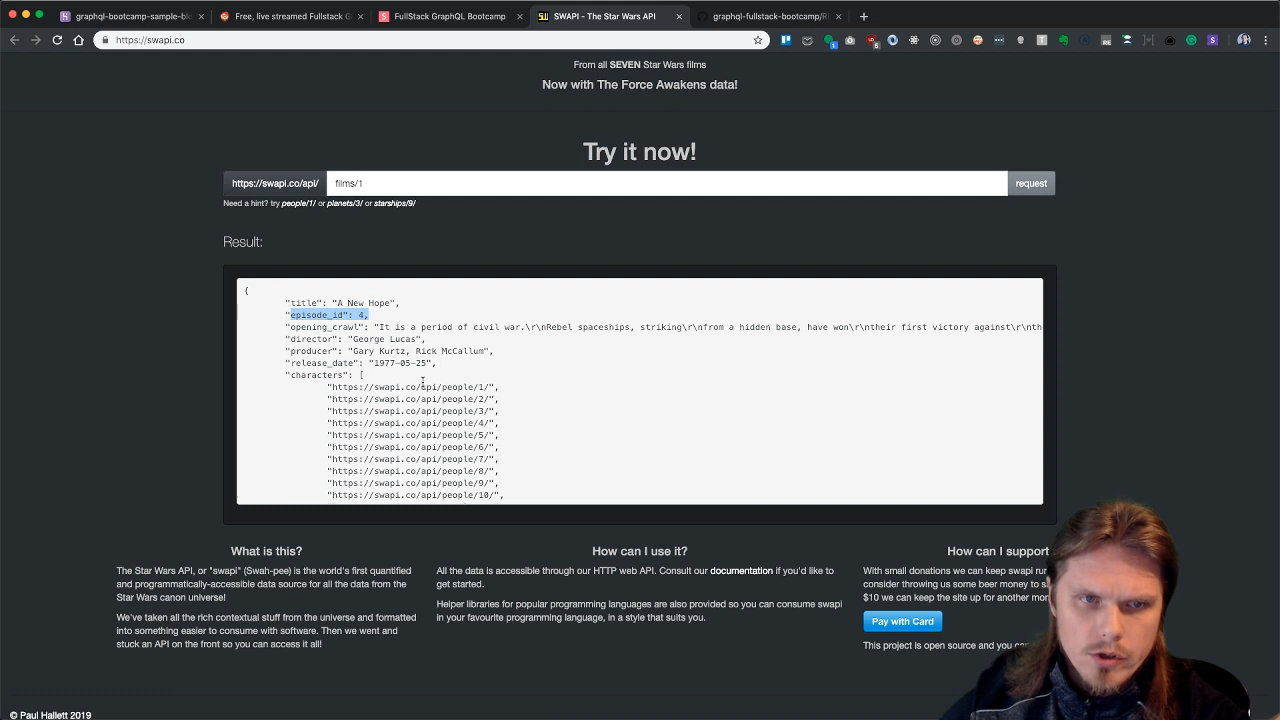 graphql-bootcamp-sample-blo
Free, live streamed Fullstack G
FullStack GraphQL Bootcamp
SWAPI - The Star Wars API
graphql-fullstack-bootcamp/R
https://swapi.co
From all SEVEN Star Wars films
Now with The Force Awakens data!
Try it now!
https://swapi.co/api/ films/1 request
Need a hint? try people/1/ or planets/3/ or starships/9/
Result:
{
"title": "A New Hope",
"episode_id": 4,
"opening_crawl": "It is a period of civil war.\r\nRebel spaceships, striking\r\nfrom a hidden base, have won\r\ntheir first victory against\r\nth
"director": "George Lucas",
"producer": "Gary Kurtz, Rick McCallum",
"release_date": "1977-05-25",
"characters": [
"https://swapi.co/api/people/1/",
"https://swapi.co/api/people/2/",
"https://swapi.co/api/people/3/",
"https://swapi.co/api/people/4/",
"https://swapi.co/api/people/5/",
"https://swapi.co/api/people/6/",
"https://swapi.co/api/people/7/",
"https://swapi.co/api/people/8/",
"https://swapi.co/api/people/9/",
"https://swapi.co/api/people/10/",
What is this?
The Star Wars API, or "swapi" (Swah-pee) is the world's first quantified
and programmatically-accessible data source for all the data from the
Star Wars canon universe!
We've taken all the rich contextual stuff from the universe and formatted
into something easier to consume with software. Then we went and
stuck an API on the front so you can access it all!
How can I use it?
All the data is accessible through our HTTP web API. Consult our documentation if you'd like to
get started.
Helper libraries for popular programming languages are also provided so you can consume swapi
in your favourite programming language, in a style that suits you.
How can I support
With small donations we can keep swapi run
consider throwing us some beer money to s
$10 we can keep the site up for another mor
Pay with Card
This project is open source and you ca
© Paul Hallett 2019